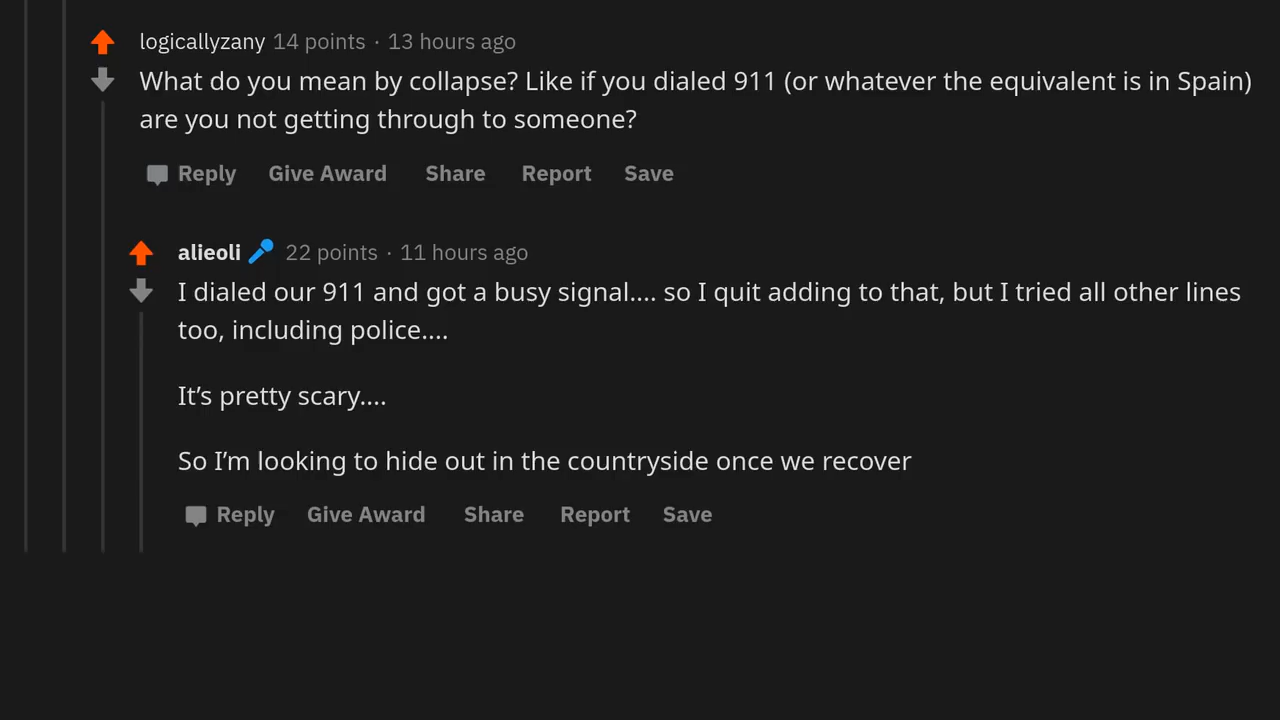 logicallyzany 14 points · 13 hours ago
What do you mean by collapse? Like if you dialed 911 (or whatever the equivalent is in Spain)
are you not getting through to someone?
Reply Give Award Share Report Save
alieoli 22 points · 11 hours ago
I dialed our 911 and got a busy signal.... so I quit adding to that, but I tried all other lines
too, including police....
It’s pretty scary....
So I’m looking to hide out in the countryside once we recover
Reply Give Award Share Report Save